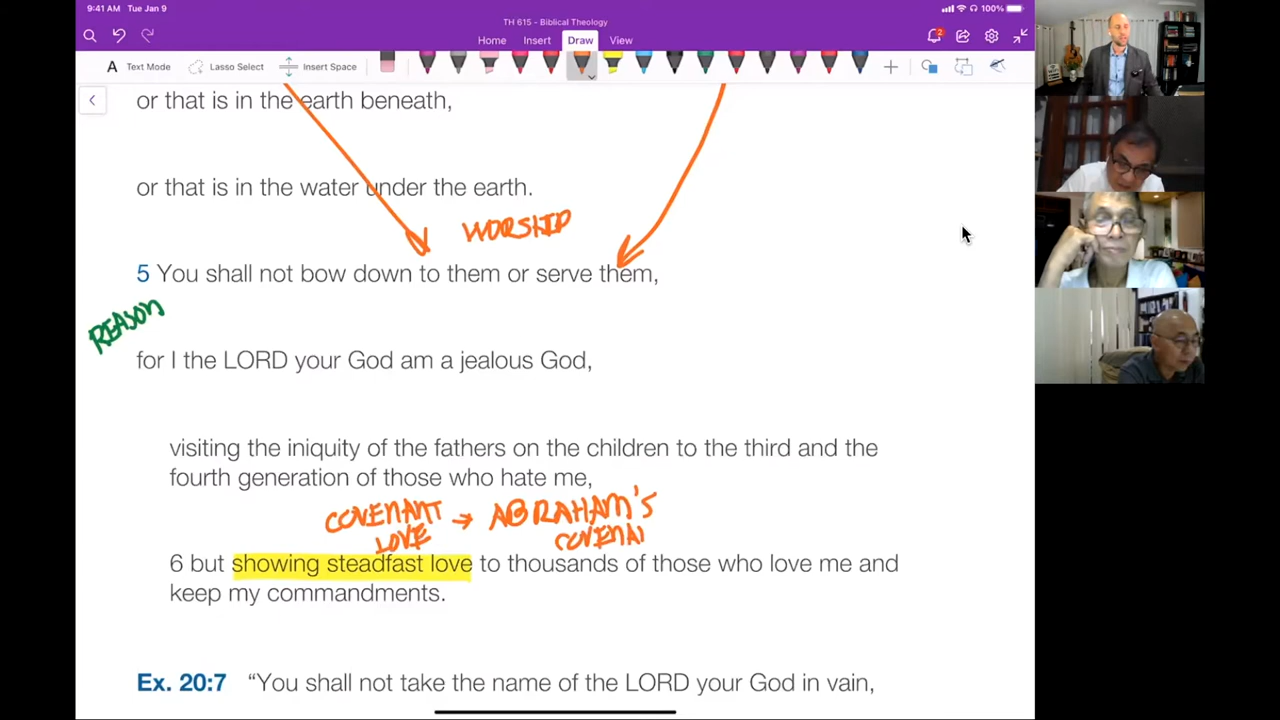 9:41 AM Tue Jan 9
100%
TH 615 - Biblical Theology
Home Insert Draw View
2
A Text Mode Lasso Select Insert Space
or that is in the earth beneath,
or that is in the water under the earth.
WORSHIP
5 You shall not bow down to them or serve them,
REASON
for I the LORD your God am a jealous God,
visiting the iniquity of the fathers on the children to the third and the
fourth generation of those who hate me,
COVENANT → ABRAHAM'S
LOVE COVENA
6 but showing steadfast love to thousands of those who love me and
keep my commandments.
Ex. 20:7 “You shall not take the name of the LORD your God in vain,